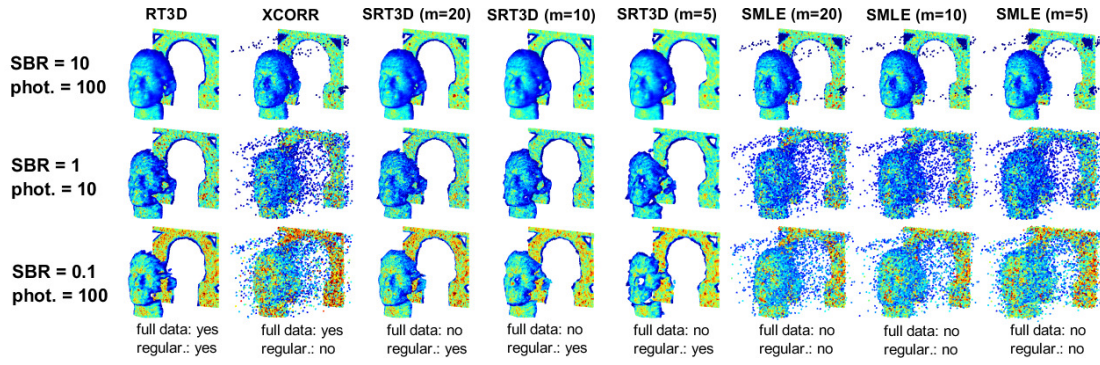 RT3D XCORR SRT3D (m=20) SRT3D (m=10) SRT3D (m=5) SMLE (m=20) SMLE (m=10) SMLE (m=5)
SBR = 10
phot. = 100
SBR = 1
phot. = 10
SBR = 0.1
phot. = 100
full data: yes full data: yes full data: no full data: no full data: no full data: no full data: no full data: no
regular.: yes regular.: no regular.: yes regular.: yes regular.: yes regular.: no regular.: no regular.: no